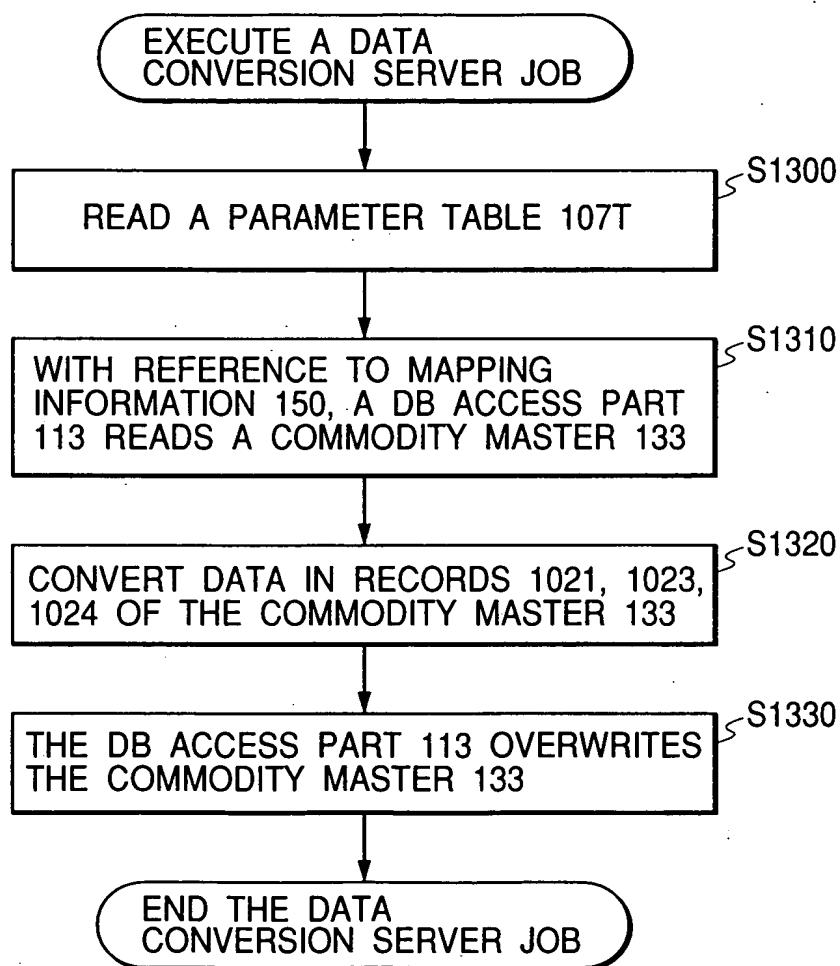 EXECUTE A DATA
CONVERSION SERVER JOB
S1300
READ A PARAMETER TABLE 107T
S1310
WITH REFERENCE TO MAPPING
INFORMATION 150, A DB ACCESS PART
113 READS A COMMODITY MASTER 133
S1320
CONVERT DATA IN RECORDS 1021, 1023,
1024 OF THE COMMODITY MASTER 133
S1330
THE DB ACCESS PART 113 OVERWRITES
THE COMMODITY MASTER 133
END THE DATA
CONVERSION SERVER JOB